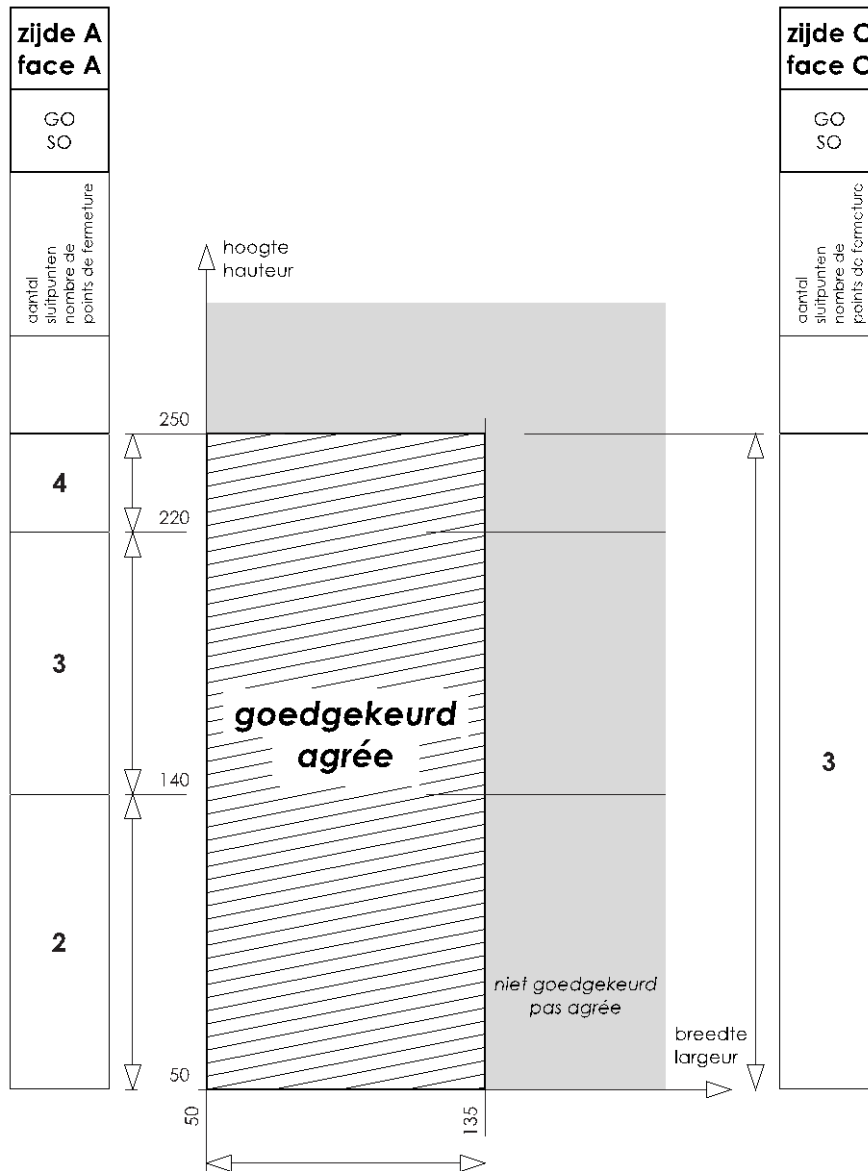 zijde A
face A
GO
SO
aantal
sluitpunten
nombre de
points de fermeture
4
3
2
hoogte
hauteur
250
220
140
50
goedgekeurd
agrée
niet goedgekeurd
pas agrée
breedte
largeur
50
135
zijde C
face C
GO
SO
aantal
sluitpunten
nombre de
points de fermeture
3